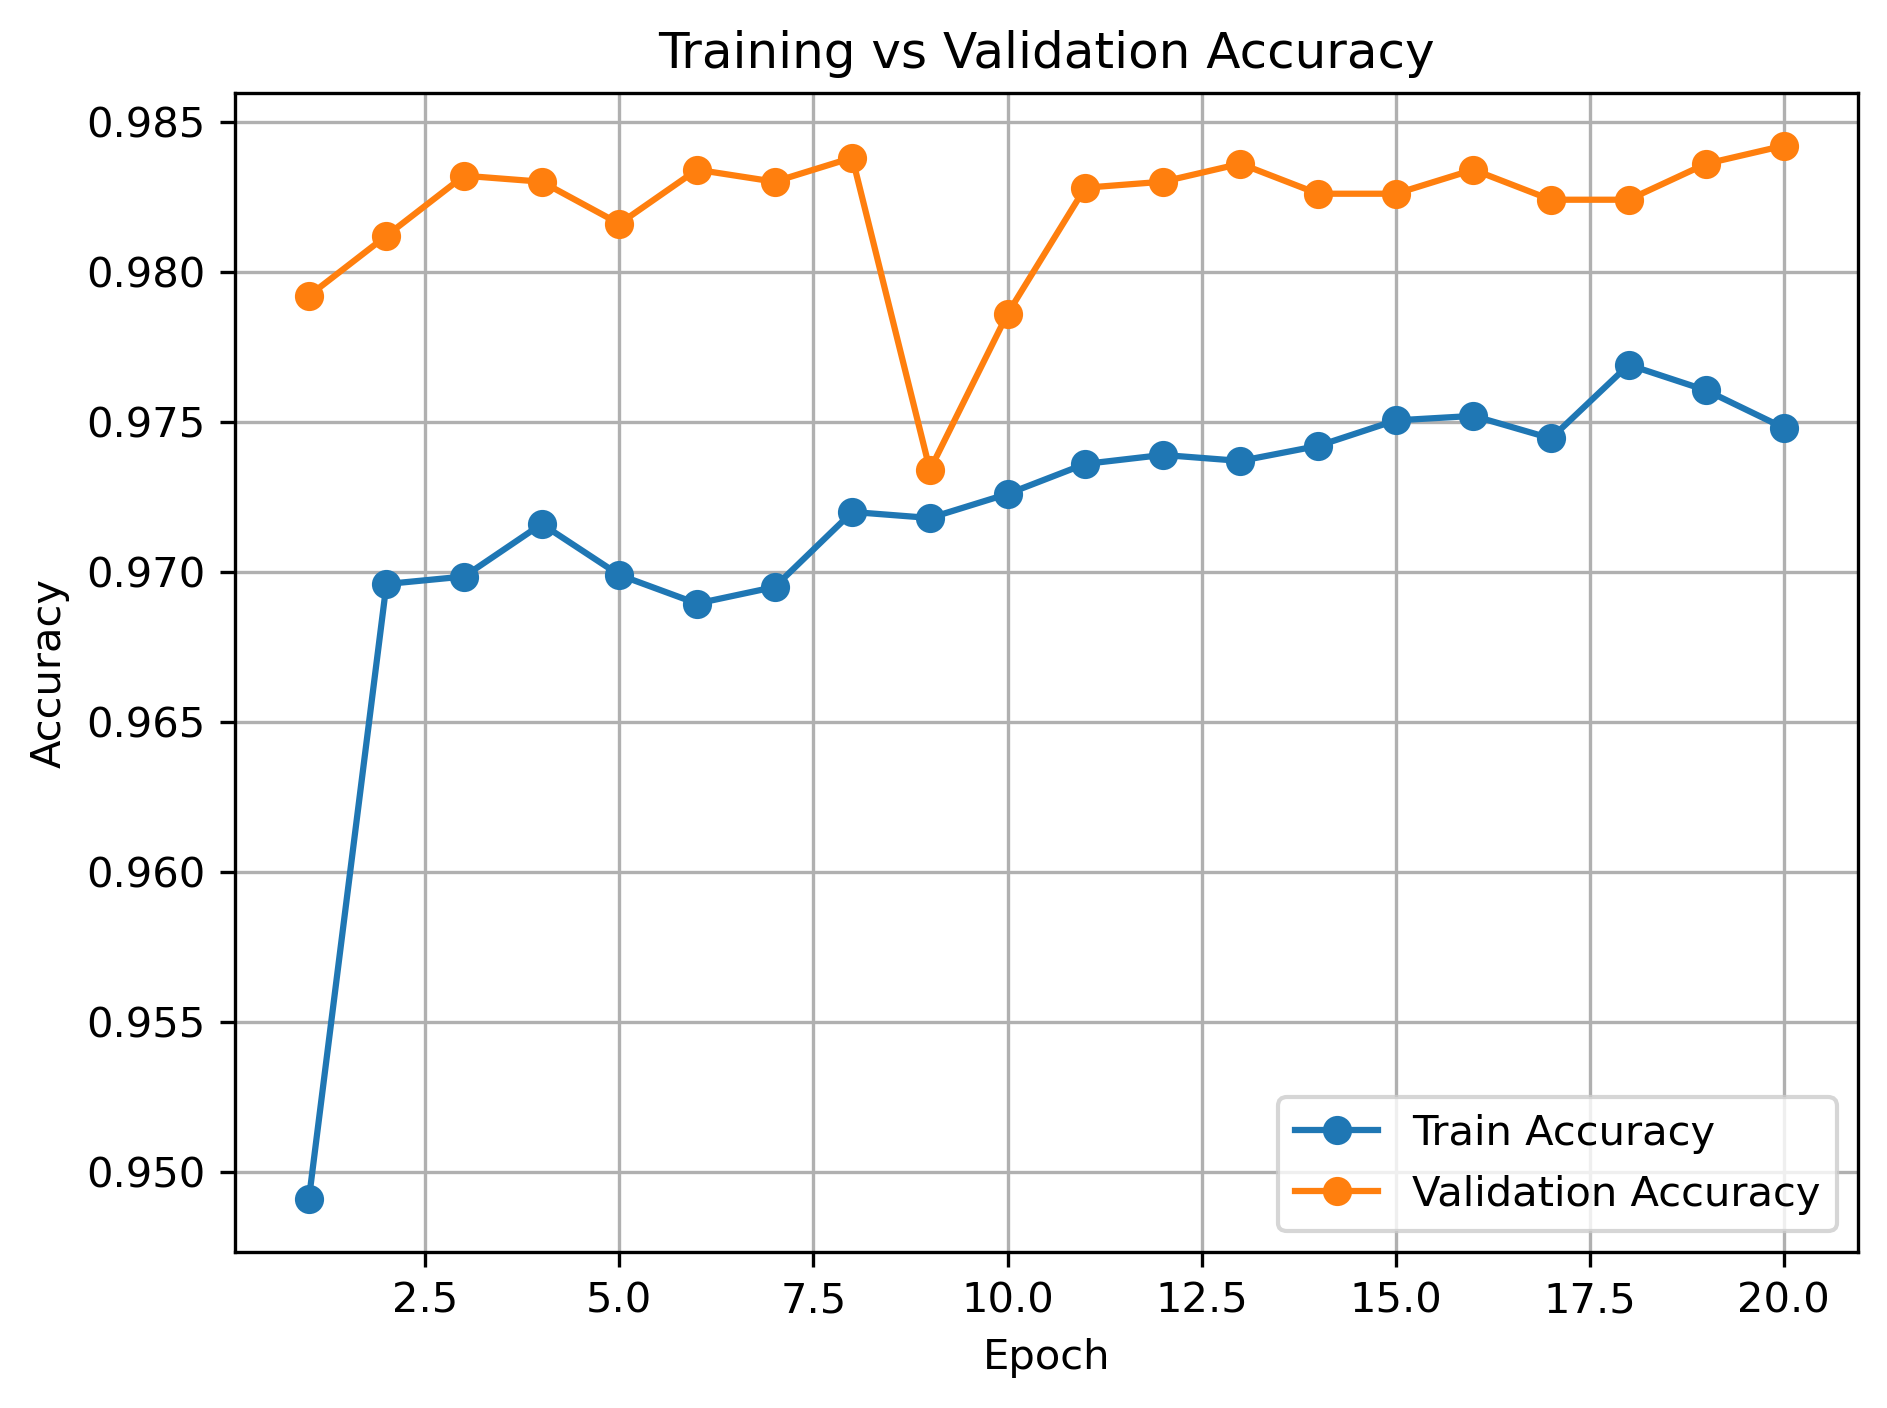 Training vs Validation Accuracy
0.985
0.980
0.975
0.970
0.965
0.960
0.955
0.950
Accuracy
Train Accuracy
Validation Accuracy
2.5 5.0 7.5 10.0 12.5 15.0 17.5 20.0
Epoch